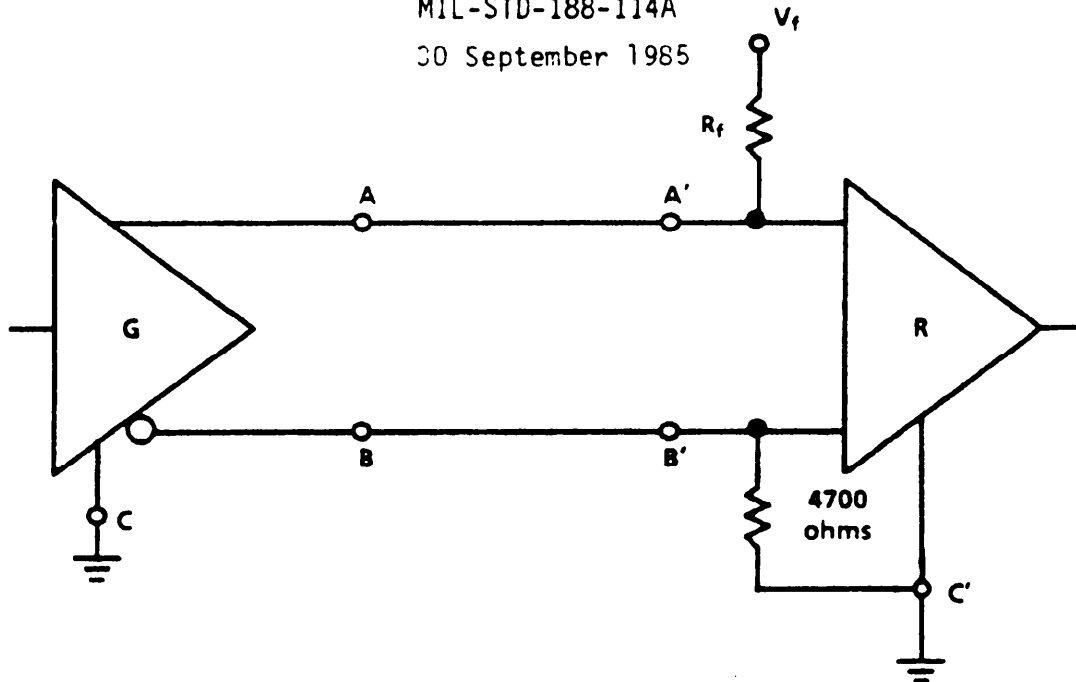 MIL-STD-188-114A
30 September 1985
Vf
Rf
A
A'
G
R
B
B'
4700
ohms
C
C'